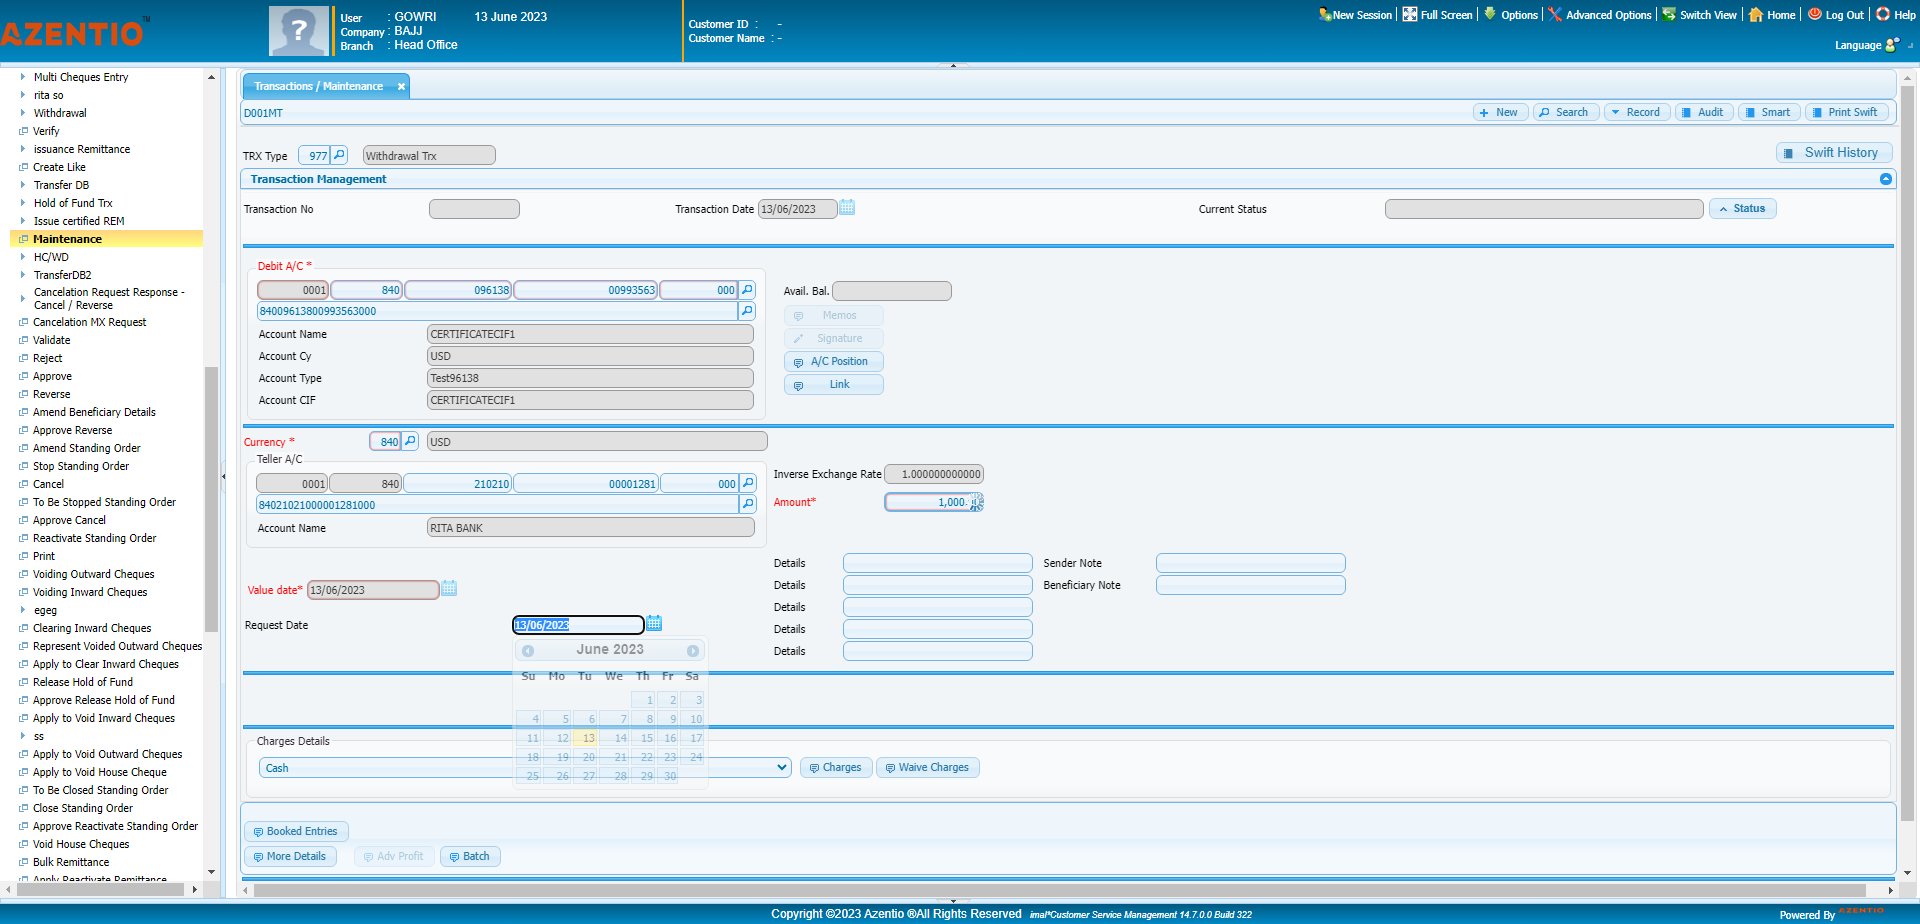 AZENTIO™
User : GOWRI 13 June 2023
Company : BAJJ
Branch : Head Office
Customer ID : -
Customer Name : -
New Session Full Screen Options Advanced Options Switch View Home Log Out Help
Language
Multi Cheques Entry
rita so
Withdrawal
Verify
issuance Remittance
Create Like
Transfer DB
Hold of Fund Trx
Issue certified REM
Maintenance
HC/WD
TransferDB2
Cancelation Request Response -
Cancel / Reverse
Cancelation MX Request
Validate
Reject
Approve
Reverse
Amend Beneficiary Details
Approve Reverse
Amend Standing Order
Stop Standing Order
Cancel
To Be Stopped Standing Order
Approve Cancel
Reactivate Standing Order
Print
Voiding Outward Cheques
Voiding Inward Cheques
egeg
Clearing Inward Cheques
Represent Voided Outward Cheques
Apply to Clear Inward Cheques
Release Hold of Fund
Approve Release Hold of Fund
Apply to Void Inward Cheques
ss
Apply to Void Outward Cheques
Apply to Void House Cheque
To Be Closed Standing Order
Close Standing Order
Approve Reactivate Standing Order
Void House Cheques
Bulk Remittance
Apply Reactivate Remittance
Transactions / Maintenance
D001MT
New Search Record Audit Smart Print Swift
TRX Type 977 Withdrawal Trx
Swift History
Transaction Management
Transaction No
Transaction Date 13/06/2023
Current Status
Status
Debit A/C *
0001 840 096138 00993563 000
84009613800993563000
Account Name CERTIFICATECIF1
Account Cy USD
Account Type Test96138
Account CIF CERTIFICATECIF1
Avail. Bal.
Memos
Signature
A/C Position
Link
Currency * 840 USD
Teller A/C
0001 840 210210 00001281 000
84021021000001281000
Account Name RITA BANK
Inverse Exchange Rate 1.000000000000
Amount* 1,000.
Value date* 13/06/2023
Request Date 13/06/2023
Details
Details
Details
Details
Details
Sender Note
Beneficiary Note
June 2023
Su Mo Tu We Th Fr Sa
1 2 3
4 5 6 7 8 9 10
11 12 13 14 15 16 17
18 19 20 21 22 23 24
25 26 27 28 29 30
Charges Details
Cash
Charges Waive Charges
Booked Entries
More Details Adv Profit Batch
Copyright ©2023 Azentio ®All Rights Reserved imal*Customer Service Management 14.7.0.0 Build 322
Powered By AZENTIO